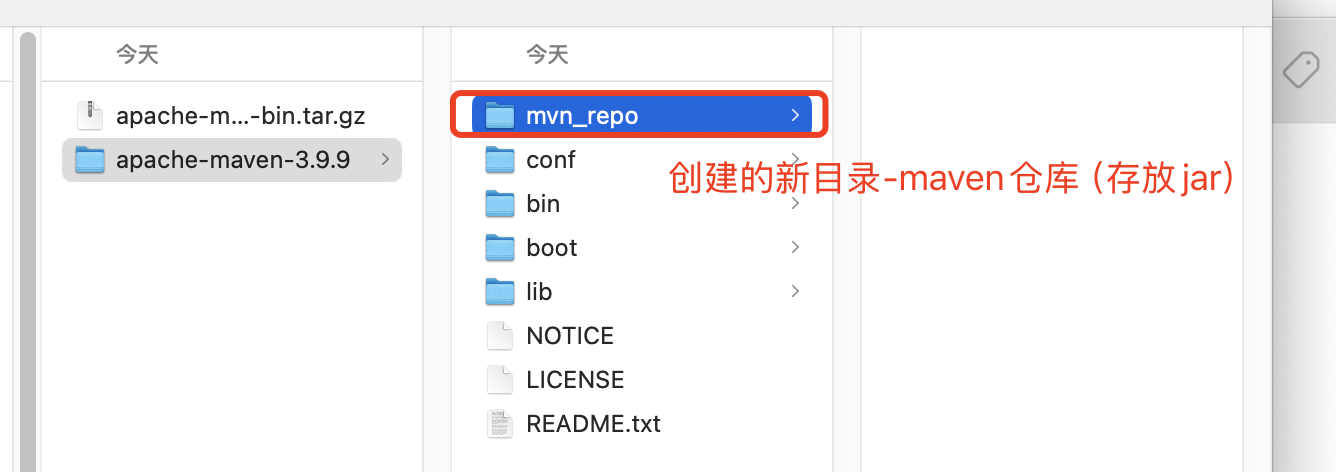 今天
apache-m...-bin.tar.gz
apache-maven-3.9.9
今天
mvn_repo
conf
bin
boot
lib
NOTICE
LICENSE
README.txt
创建的新目录-maven仓库（存放jar）